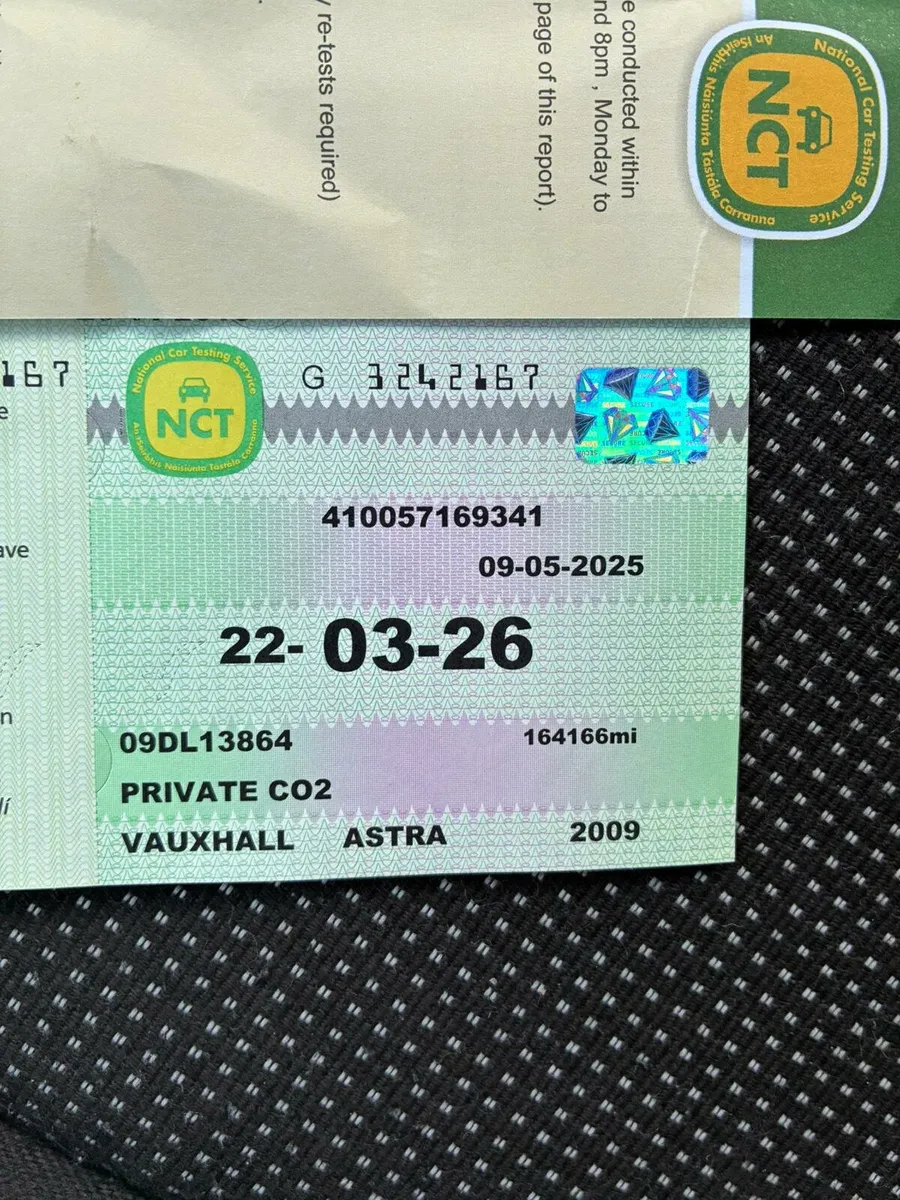 e conducted within
nd 8pm , Monday to
page of this report).
/ re-tests required)
National Car Testing Service
NCT
An tSeirbhís Náisiúnta Tástála Carranna
167
e
ave
n
lí
National Car Testing Service
NCT
An tSeirbhís Náisiúnta Tástála Carranna
G 3242167
410057169341
09-05-2025
22- 03-26
09DL13864 164166mi
PRIVATE CO2
VAUXHALL ASTRA 2009